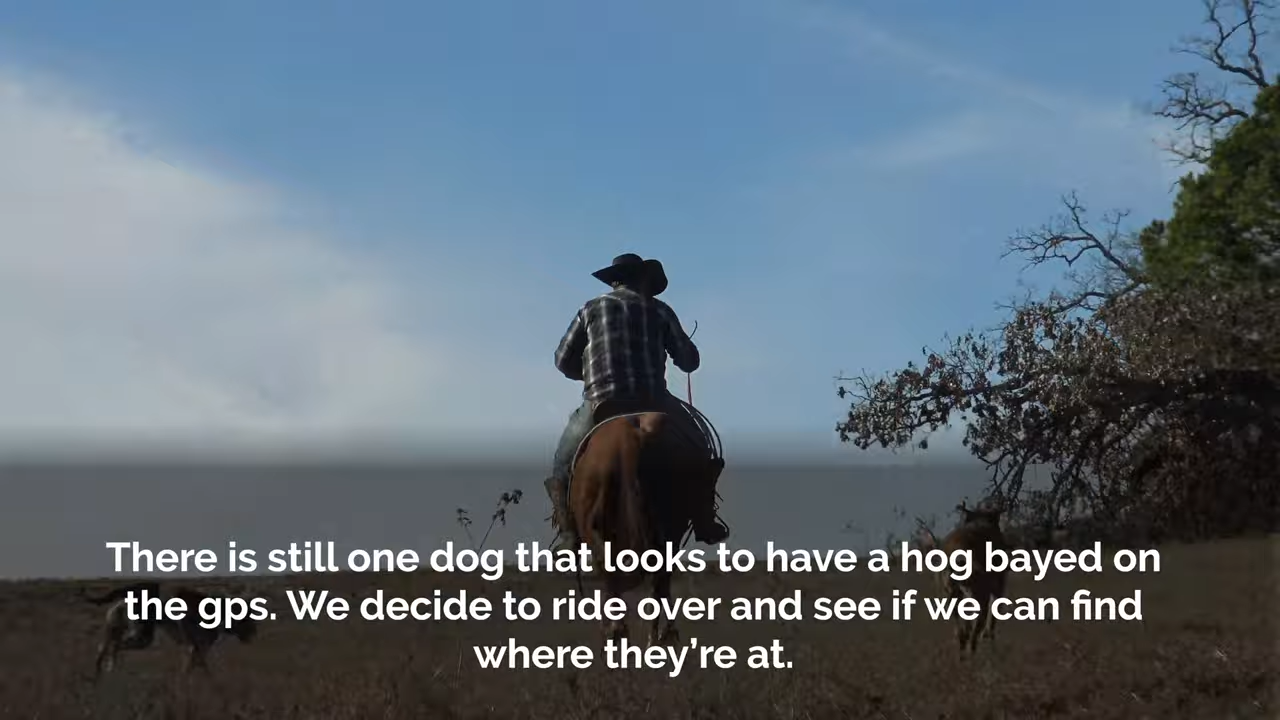 There is still one dog that looks to have a hog bayed on
the gps. We decide to ride over and see if we can find
where they’re at.